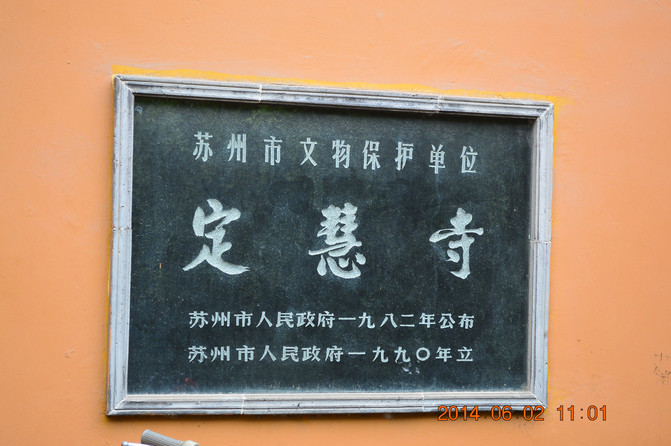 苏州市文物保护单位
定慧寺
苏州市人民政府一九八二年公布
苏州市人民政府一九九〇年立
2014.06.02 11:01